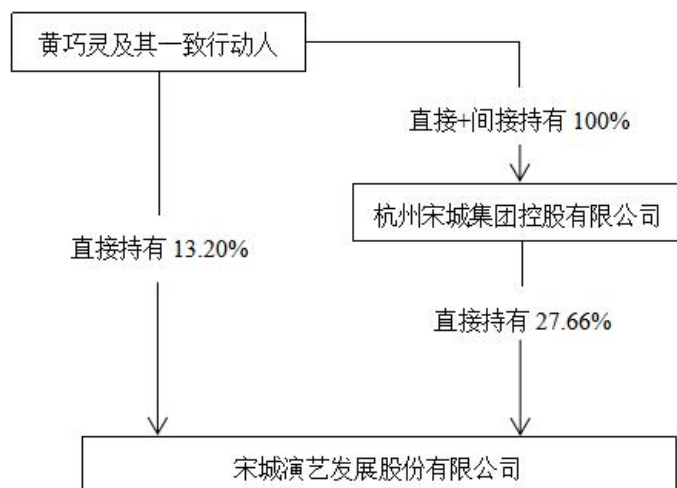 黄巧灵及其一致行动人
直接+间接持有 100%
杭州宋城集团控股有限公司
直接持有 13.20%
直接持有 27.66%
宋城演艺发展股份有限公司